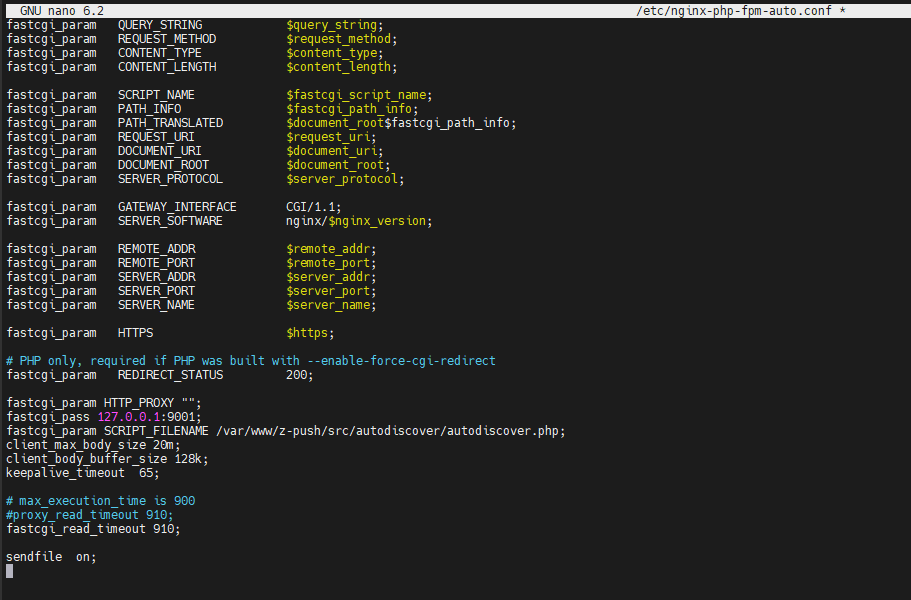 GNU nano 6.2 /etc/nginx-php-fpm-auto.conf *
fastcgi_param QUERY_STRING $query_string;
fastcgi_param REQUEST_METHOD $request_method;
fastcgi_param CONTENT_TYPE $content_type;
fastcgi_param CONTENT_LENGTH $content_length;
fastcgi_param SCRIPT_NAME $fastcgi_script_name;
fastcgi_param PATH_INFO $fastcgi_path_info;
fastcgi_param PATH_TRANSLATED $document_root$fastcgi_path_info;
fastcgi_param REQUEST_URI $request_uri;
fastcgi_param DOCUMENT_URI $document_uri;
fastcgi_param DOCUMENT_ROOT $document_root;
fastcgi_param SERVER_PROTOCOL $server_protocol;
fastcgi_param GATEWAY_INTERFACE CGI/1.1;
fastcgi_param SERVER_SOFTWARE nginx/$nginx_version;
fastcgi_param REMOTE_ADDR $remote_addr;
fastcgi_param REMOTE_PORT $remote_port;
fastcgi_param SERVER_ADDR $server_addr;
fastcgi_param SERVER_PORT $server_port;
fastcgi_param SERVER_NAME $server_name;
fastcgi_param HTTPS $https;
# PHP only, required if PHP was built with --enable-force-cgi-redirect
fastcgi_param REDIRECT_STATUS 200;
fastcgi_param HTTP_PROXY "";
fastcgi_pass 127.0.0.1:9001;
fastcgi_param SCRIPT_FILENAME /var/www/z-push/src/autodiscover/autodiscover.php;
client_max_body_size 20m;
client_body_buffer_size 128k;
keepalive_timeout 65;
# max_execution_time is 900
#proxy_read_timeout 910;
fastcgi_read_timeout 910;
sendfile on;